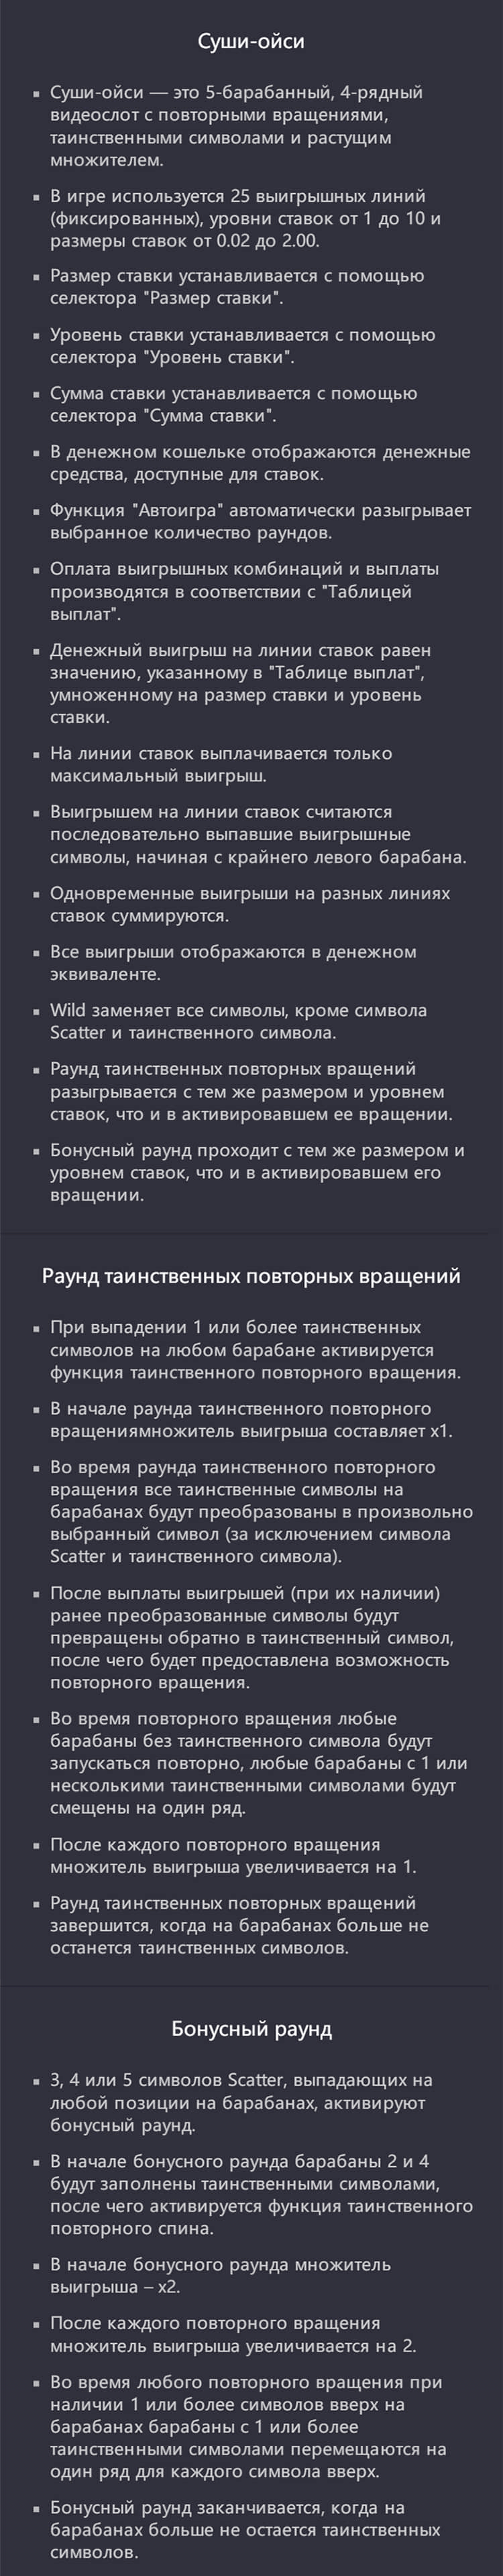 Суши-ойси
▪ Суши-ойси — это 5-барабанный, 4-рядный
видеослот с повторными вращениями,
таинственными символами и растущим
множителем.
▪ В игре используется 25 выигрышных линий
(фиксированных), уровни ставок от 1 до 10 и
размеры ставок от 0.02 до 2.00.
▪ Размер ставки устанавливается с помощью
селектора "Размер ставки".
▪ Уровень ставки устанавливается с помощью
селектора "Уровень ставки".
▪ Сумма ставки устанавливается с помощью
селектора "Сумма ставки".
▪ В денежном кошельке отображаются денежные
средства, доступные для ставок.
▪ Функция "Автоигра" автоматически разыгрывает
выбранное количество раундов.
▪ Оплата выигрышных комбинаций и выплаты
производятся в соответствии с "Таблицей
выплат".
▪ Денежный выигрыш на линии ставок равен
значению, указанному в "Таблице выплат",
умноженному на размер ставки и уровень
ставки.
▪ На линии ставок выплачивается только
максимальный выигрыш.
▪ Выигрышем на линии ставок считаются
последовательно выпавшие выигрышные
символы, начиная с крайнего левого барабана.
▪ Одновременные выигрыши на разных линиях
ставок суммируются.
▪ Все выигрыши отображаются в денежном
эквиваленте.
▪ Wild заменяет все символы, кроме символа
Scatter и таинственного символа.
▪ Раунд таинственных повторных вращений
разыгрывается с тем же размером и уровнем
ставок, что и в активировавшем ее вращении.
▪ Бонусный раунд проходит с тем же размером и
уровнем ставок, что и в активировавшем его
вращении.
Раунд таинственных повторных вращений
▪ При выпадении 1 или более таинственных
символов на любом барабане активируется
функция таинственного повторного вращения.
▪ В начале раунда таинственного повторного
вращениямножитель выигрыша составляет x1.
▪ Во время раунда таинственного повторного
вращения все таинственные символы на
барабанах будут преобразованы в произвольно
выбранный символ (за исключением символа
Scatter и таинственного символа).
▪ После выплаты выигрышей (при их наличии)
ранее преобразованные символы будут
превращены обратно в таинственный символ,
после чего будет предоставлена возможность
повторного вращения.
▪ Во время повторного вращения любые
барабаны без таинственного символа будут
запускаться повторно, любые барабаны с 1 или
несколькими таинственными символами будут
смещены на один ряд.
▪ После каждого повторного вращения
множитель выигрыша увеличивается на 1.
▪ Раунд таинственных повторных вращений
завершится, когда на барабанах больше не
останется таинственных символов.
Бонусный раунд
▪ 3, 4 или 5 символов Scatter, выпадающих на
любой позиции на барабанах, активируют
бонусный раунд.
▪ В начале бонусного раунда барабаны 2 и 4
будут заполнены таинственными символами,
после чего активируется функция таинственного
повторного спина.
▪ В начале бонусного раунда множитель
выигрыша – x2.
▪ После каждого повторного вращения
множитель выигрыша увеличивается на 2.
▪ Во время любого повторного вращения при
наличии 1 или более символов вверх на
барабанах барабаны с 1 или более
таинственными символами перемещаются на
один ряд для каждого символа вверх.
▪ Бонусный раунд заканчивается, когда на
барабанах больше не остается таинственных
символов.